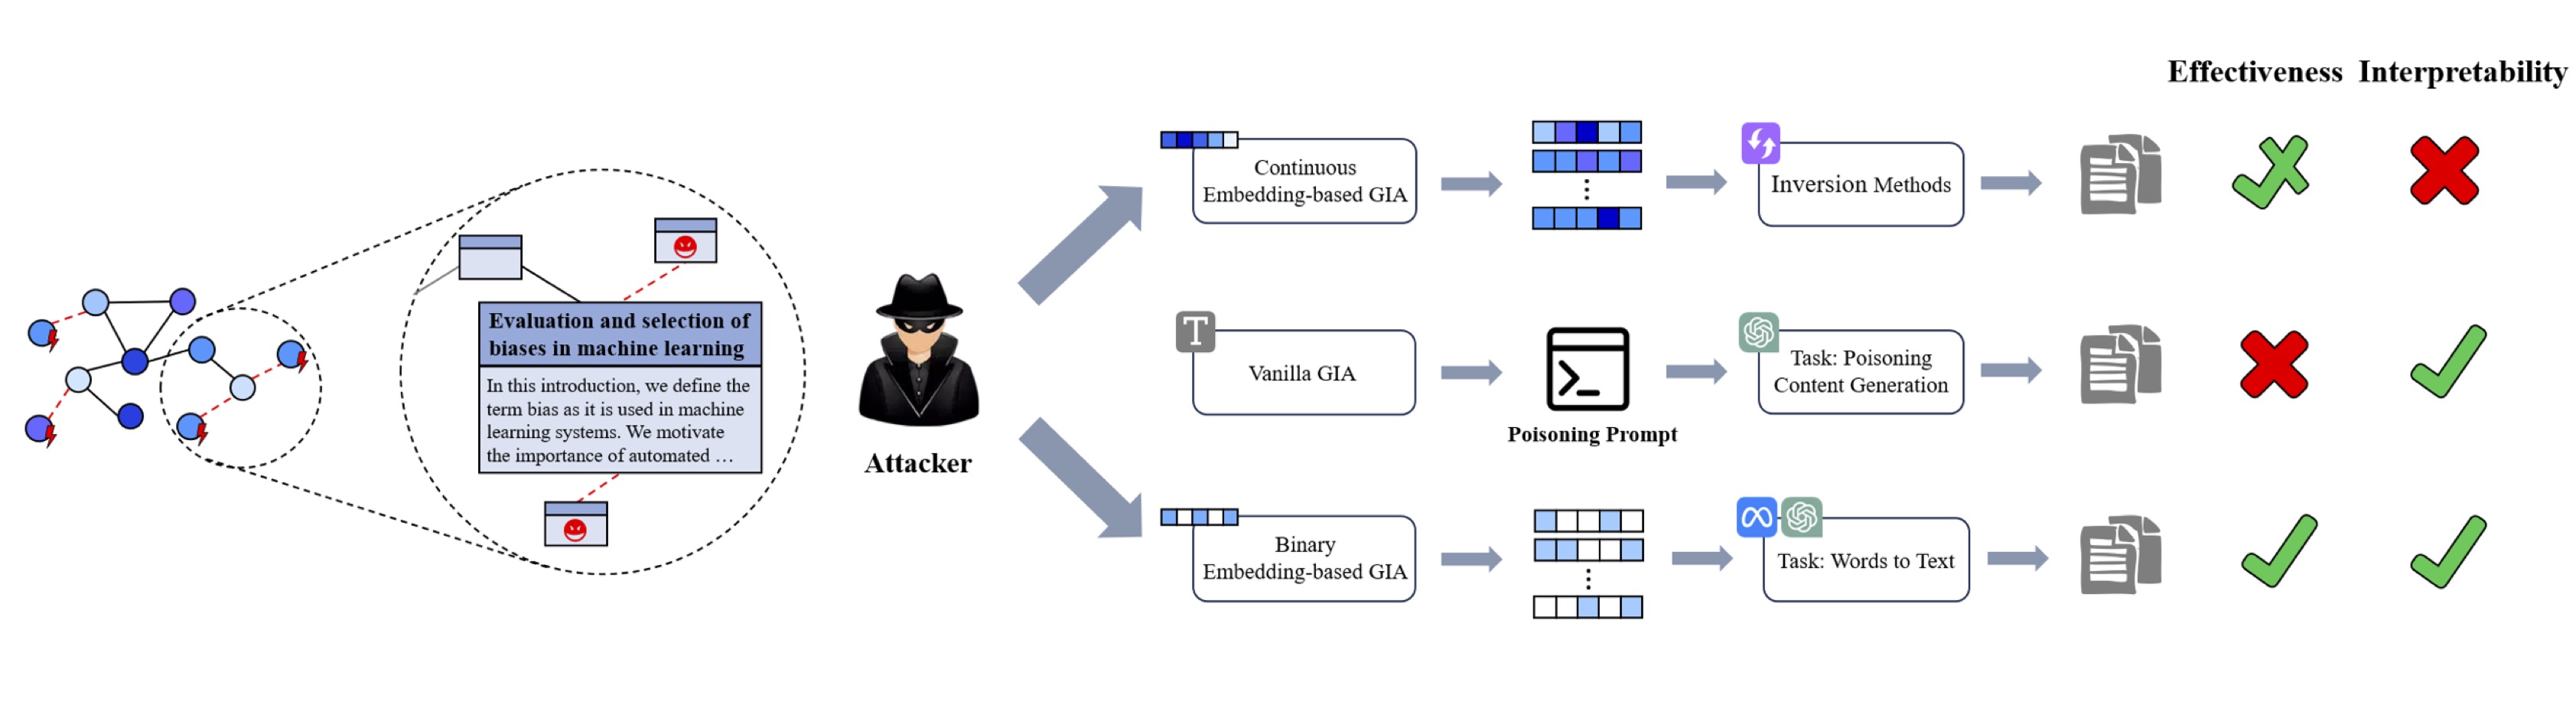 Effectiveness Interpretability
Evaluation and selection of
biases in machine learning
In this introduction, we define the
term bias as it is used in machine
learning systems. We motivate
the importance of automated …
Attacker
Continuous
Embedding-based GIA
Inversion Methods
T
Vanilla GIA
Poisoning Prompt
Task: Poisoning
Content Generation
Binary
Embedding-based GIA
Task: Words to Text